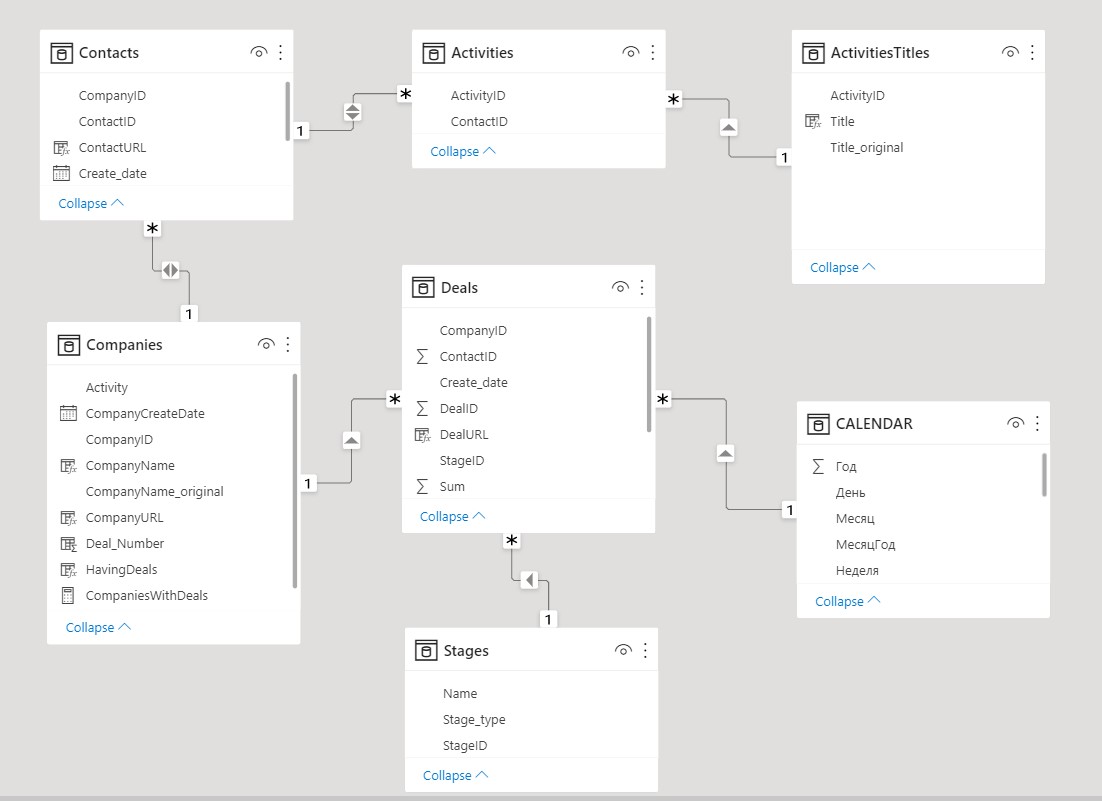 Contacts
CompanyID
ContactID
ContactURL
Create_date
Collapse
1
*
Activities
ActivityID
ContactID
Collapse
*
1
ActivitiesTitles
ActivityID
Title
Title_original
Collapse
*
1
Companies
Activity
CompanyCreateDate
CompanyID
CompanyName
CompanyName_original
CompanyURL
Deal_Number
HavingDeals
CompaniesWithDeals
Collapse
1
*
Deals
CompanyID
ContactID
Create_date
DealID
DealURL
StageID
Sum
Collapse
*
1
CALENDAR
Год
День
Месяц
МесяцГод
Неделя
Collapse
*
1
Stages
Name
Stage_type
StageID
Collapse